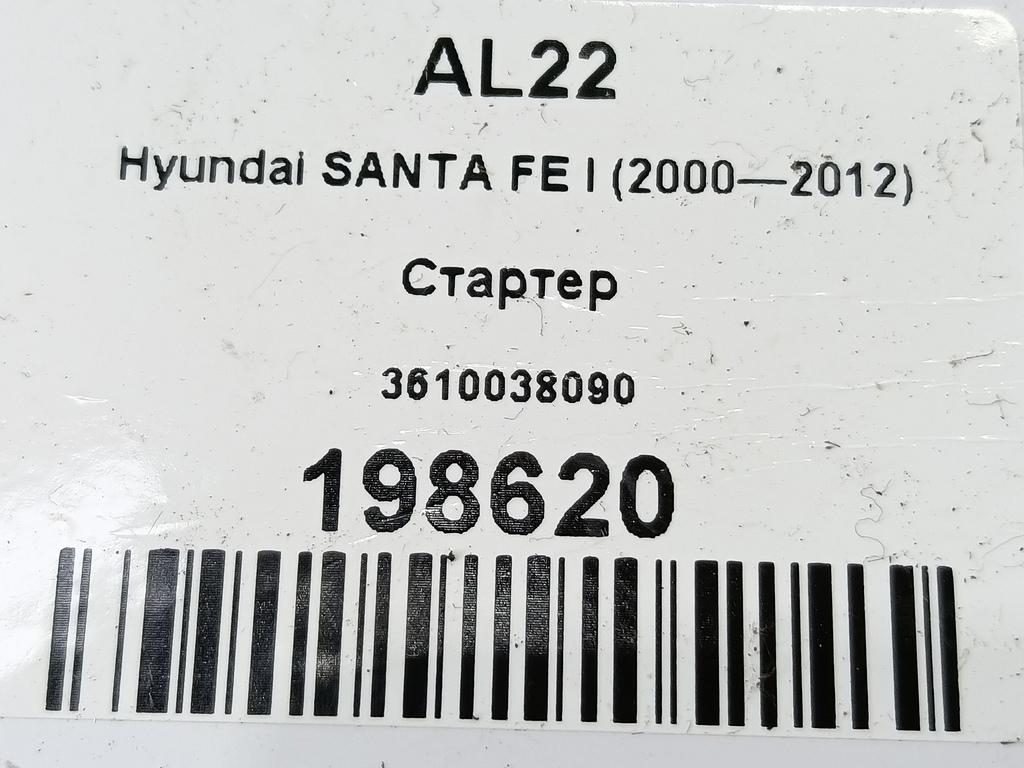 AL22
Hyundai SANTA FE I (2000—2012)
Стартер
3610038090
198620